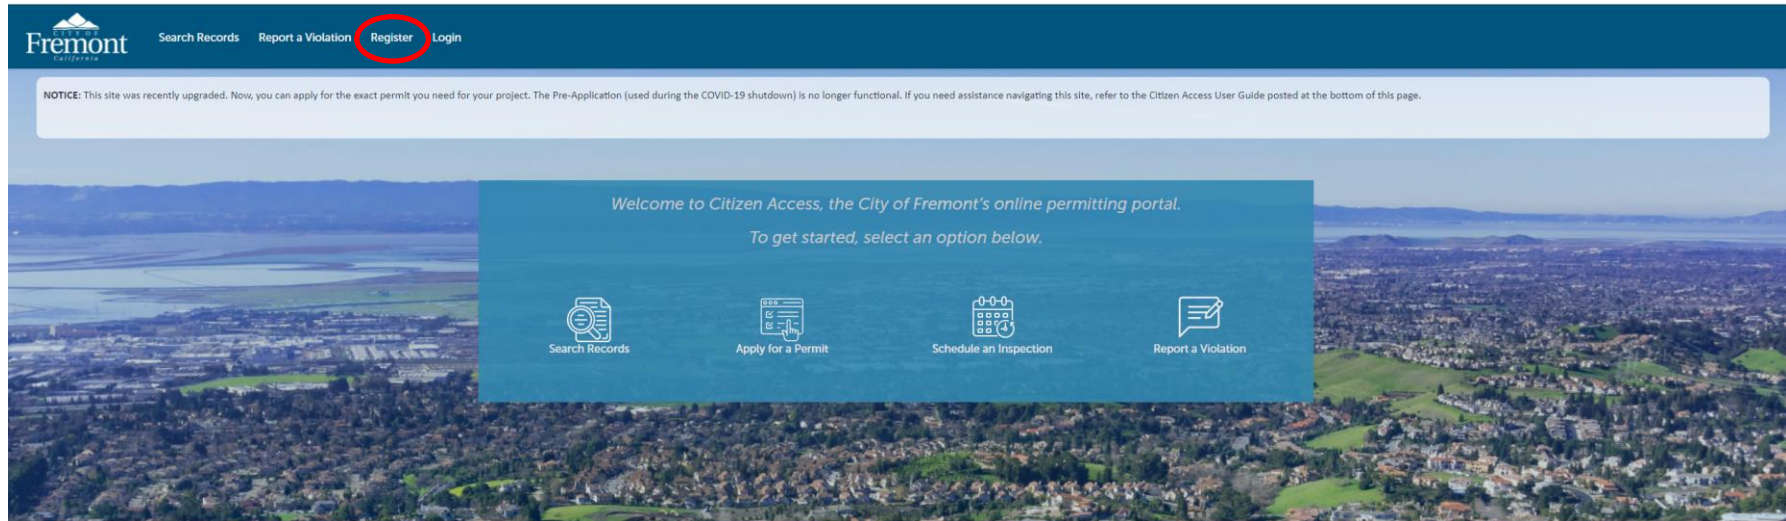 CITY OF
Fremont
California
Search Records Report a Violation Register Login
NOTICE: This site was recently upgraded. Now, you can apply for the exact permit you need for your project. The Pre-Application (used during the COVID-19 shutdown) is no longer functional. If you need assistance navigating this site, refer to the Citizen Access User Guide posted at the bottom of this page.
Welcome to Citizen Access, the City of Fremont's online permitting portal.
To get started, select an option below.
Search Records Apply for a Permit Schedule an Inspection Report a Violation